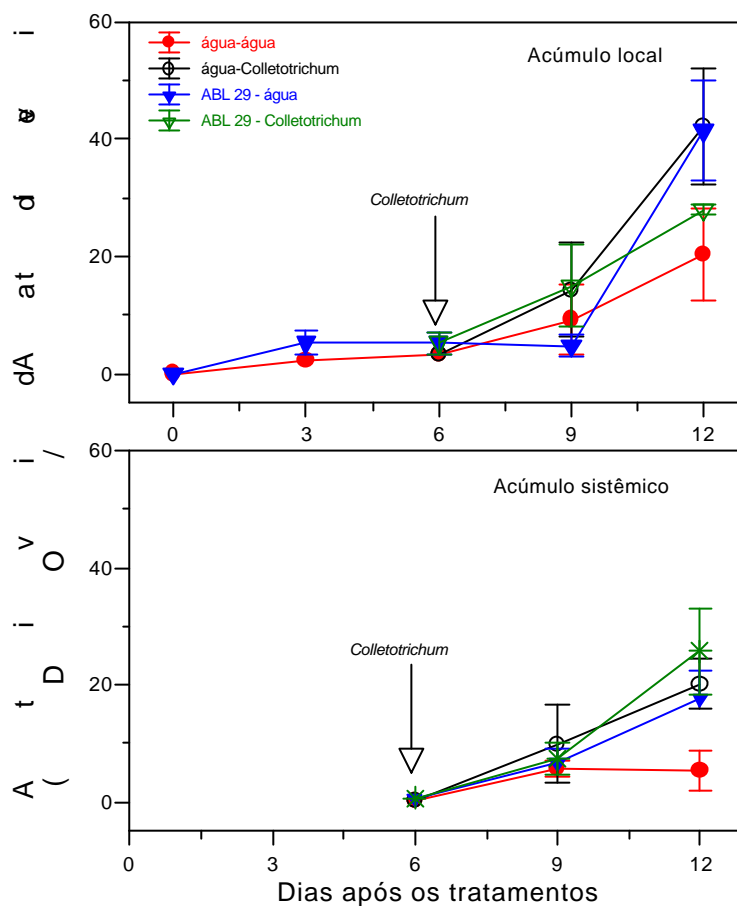 60
água-água
água-Colletotrichum
ABL 29 - água
ABL 29 - Colletotrichum
Acúmulo local
40
Colletotrichum
20
0
0 3 6 9 12
60
Acúmulo sistêmico
40
Colletotrichum
20
0
0 3 6 9 12
Dias após os tratamentos